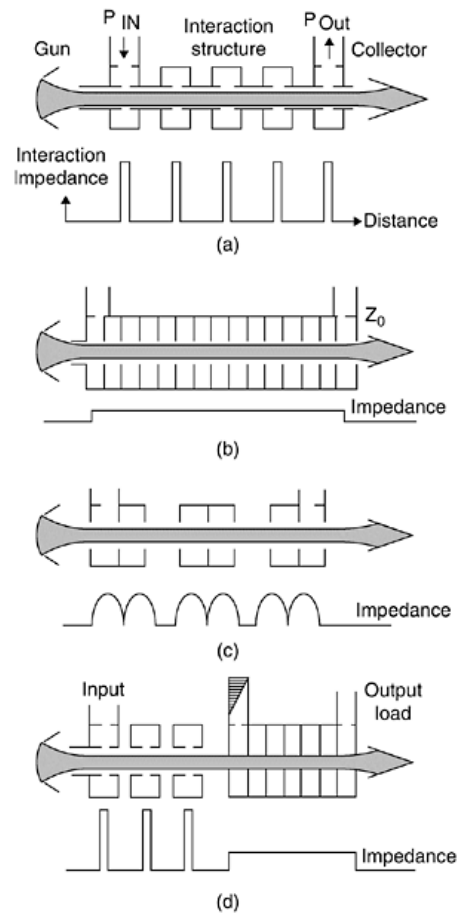 P IN
Interaction
structure
P Out
Gun
Collector
Interaction
Impedance
Distance
(a)
Z0
Impedance
(b)
Impedance
(c)
Input
Output
load
Impedance
(d)